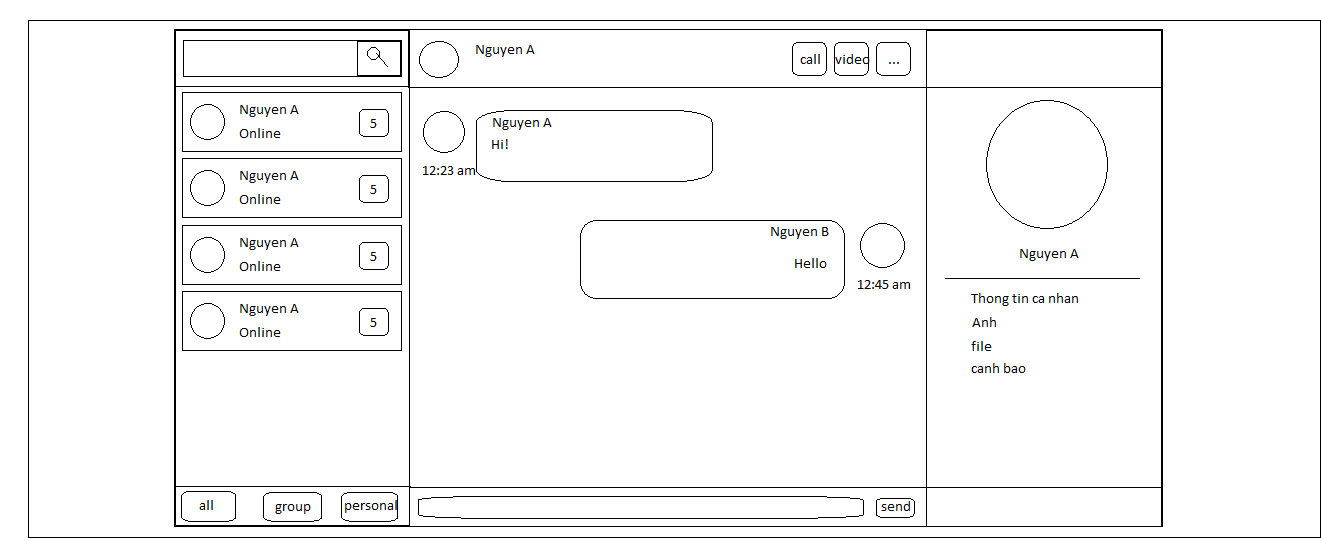 Nguyen A
Online
5
Nguyen A
Online
5
Nguyen A
Online
5
Nguyen A
Online
5
all
group
personal
Nguyen A
call
video
...
Nguyen A
Hi!
12:23 am
Nguyen B
Hello
12:45 am
send
Nguyen A
Thong tin ca nhan
Anh
file
canh bao